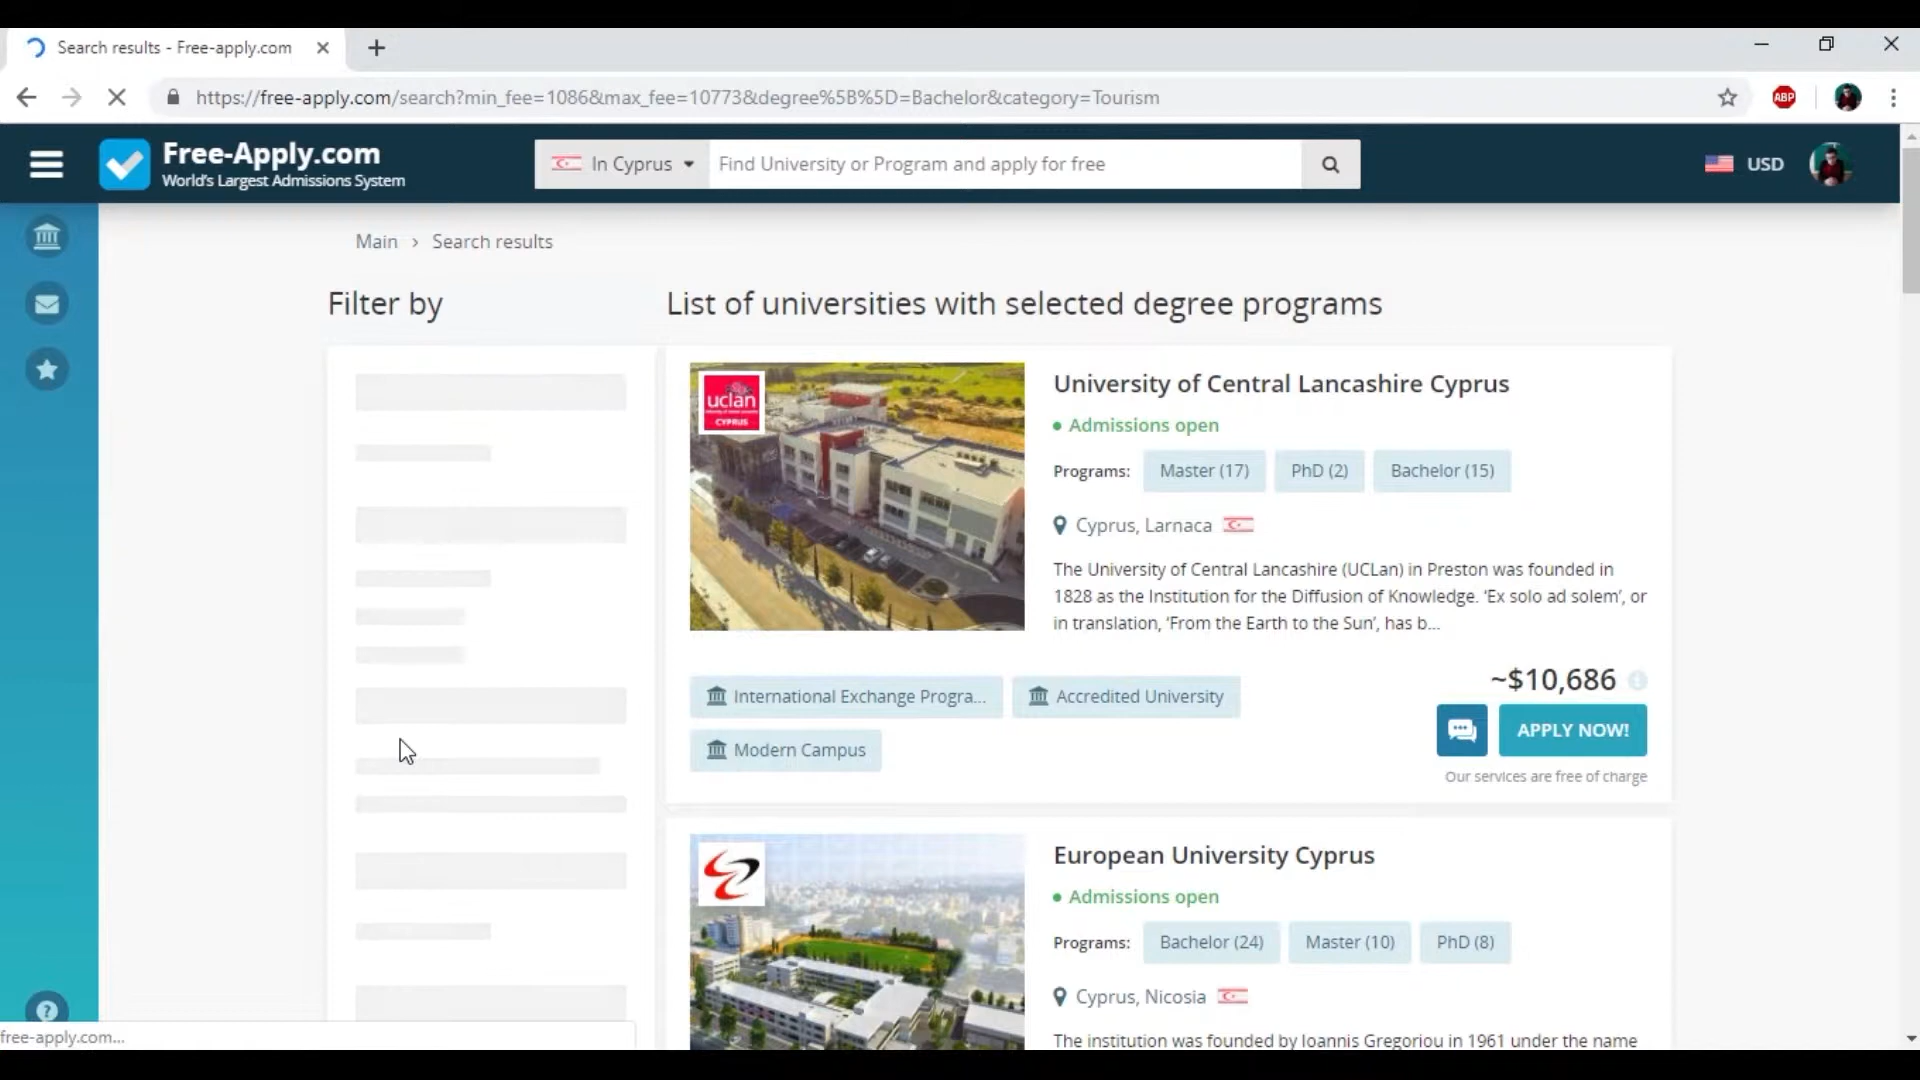 Search results - Free-apply.com
https://free-apply.com/search?min_fee=1086&max_fee=10773&degree%5B%5D=Bachelor&category=Tourism
ABP
Free-Apply.com
World's Largest Admissions System
In Cyprus
Find University or Program and apply for free
USD
Main › Search results
Filter by
List of universities with selected degree programs
uclan
CYPRUS
University of Central Lancashire Cyprus
Admissions open
Programs: Master (17) PhD (2) Bachelor (15)
Cyprus, Larnaca
The University of Central Lancashire (UCLan) in Preston was founded in
1828 as the Institution for the Diffusion of Knowledge. ‘Ex solo ad solem’, or
in translation, ‘From the Earth to the Sun’, has b...
International Exchange Progra... Accredited University
Modern Campus
~$10,686
APPLY NOW!
Our services are free of charge
European University Cyprus
Admissions open
Programs: Bachelor (24) Master (10) PhD (8)
Cyprus, Nicosia
The institution was founded by Ioannis Gregoriou in 1961 under the name
free-apply.com...